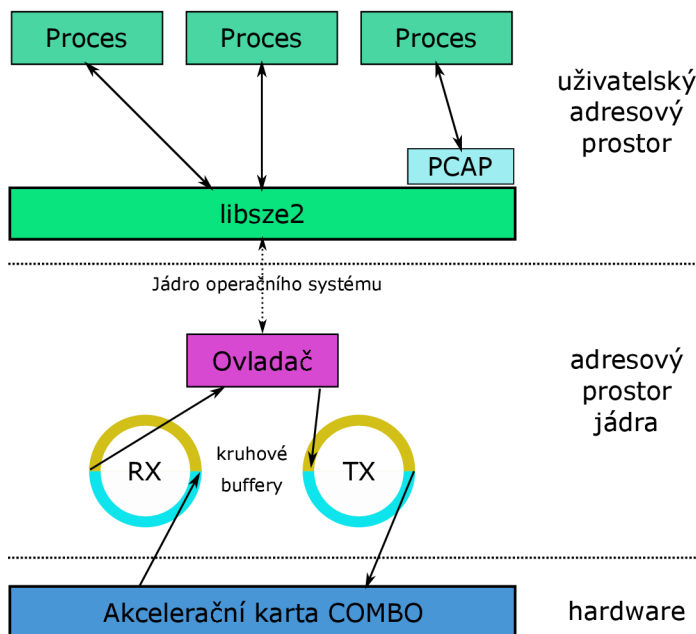 Proces
Proces
Proces
uživatelský
adresový
prostor
PCAP
libsze2
Jádro operačního systému
Ovladač
adresový
prostor
jádra
RX
kruhové
buffery
TX
Akcelerační karta COMBO
hardware